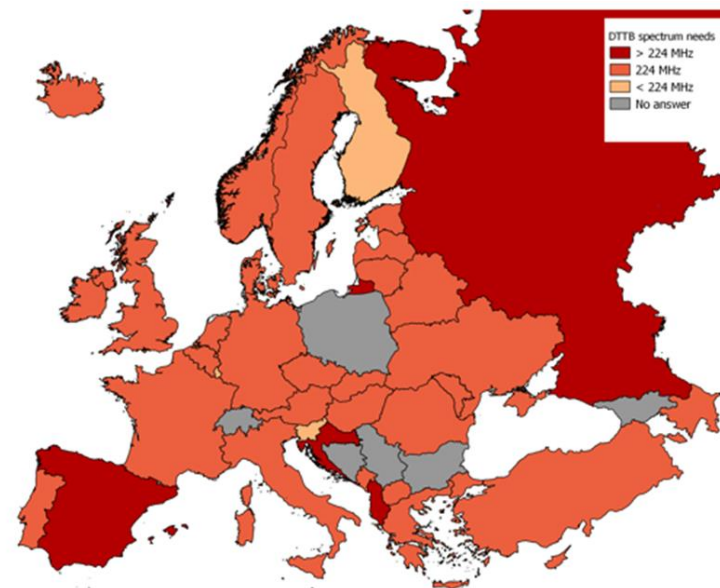 DTTB spectrum needs
> 224 MHz
224 MHz
< 224 MHz
No answer